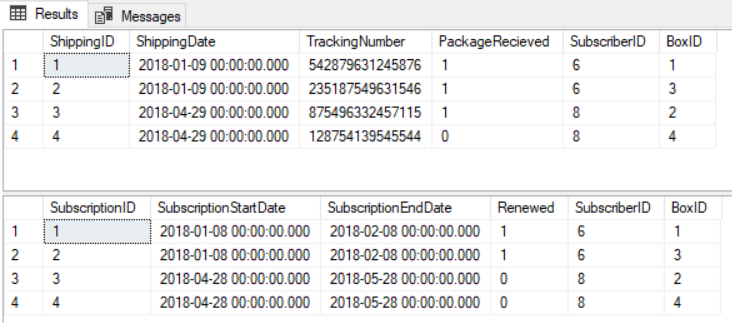 Results Messages
ShippingID ShippingDate TrackingNumber PackageRecieved SubscriberID BoxID
1 1 2018-01-09 00:00:00.000 542879631245876 1 6 1
2 2 2018-01-09 00:00:00.000 235187549631546 1 6 3
3 3 2018-04-29 00:00:00.000 875496332457115 1 8 2
4 4 2018-04-29 00:00:00.000 128754139545544 0 8 4
SubscriptionID SubscriptionStartDate SubscriptionEndDate Renewed SubscriberID BoxID
1 1 2018-01-08 00:00:00.000 2018-02-08 00:00:00.000 1 6 1
2 2 2018-01-08 00:00:00.000 2018-02-08 00:00:00.000 1 6 3
3 3 2018-04-28 00:00:00.000 2018-05-28 00:00:00.000 0 8 2
4 4 2018-04-28 00:00:00.000 2018-05-28 00:00:00.000 0 8 4